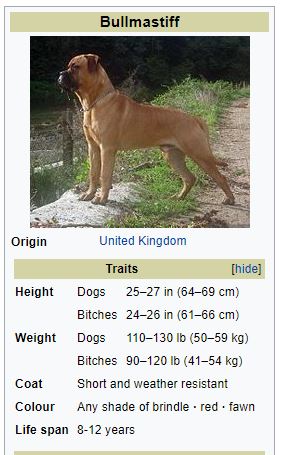 Bullmastiff
Origin United Kingdom
Traits [hide]
Height Dogs 25–27 in (64–69 cm)
Bitches 24–26 in (61–66 cm)
Weight Dogs 110–130 lb (50–59 kg)
Bitches 90–120 lb (41–54 kg)
Coat Short and weather resistant
Colour Any shade of brindle · red · fawn
Life span 8-12 years